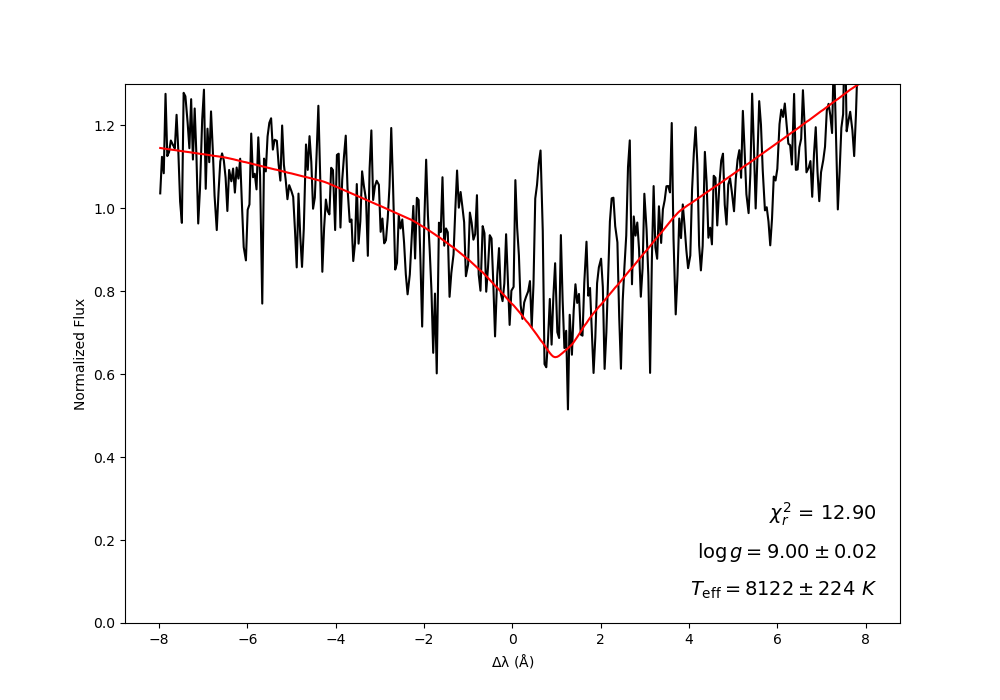 1.2
1.0
0.8
0.6
0.4
0.2
0.0
Normalized Flux
χ²ᵣ = 12.90
log g = 9.00 ± 0.02
T_eff = 8122 ± 224 K
−8 −6 −4 −2 0 2 4 6 8
Δλ (Å)